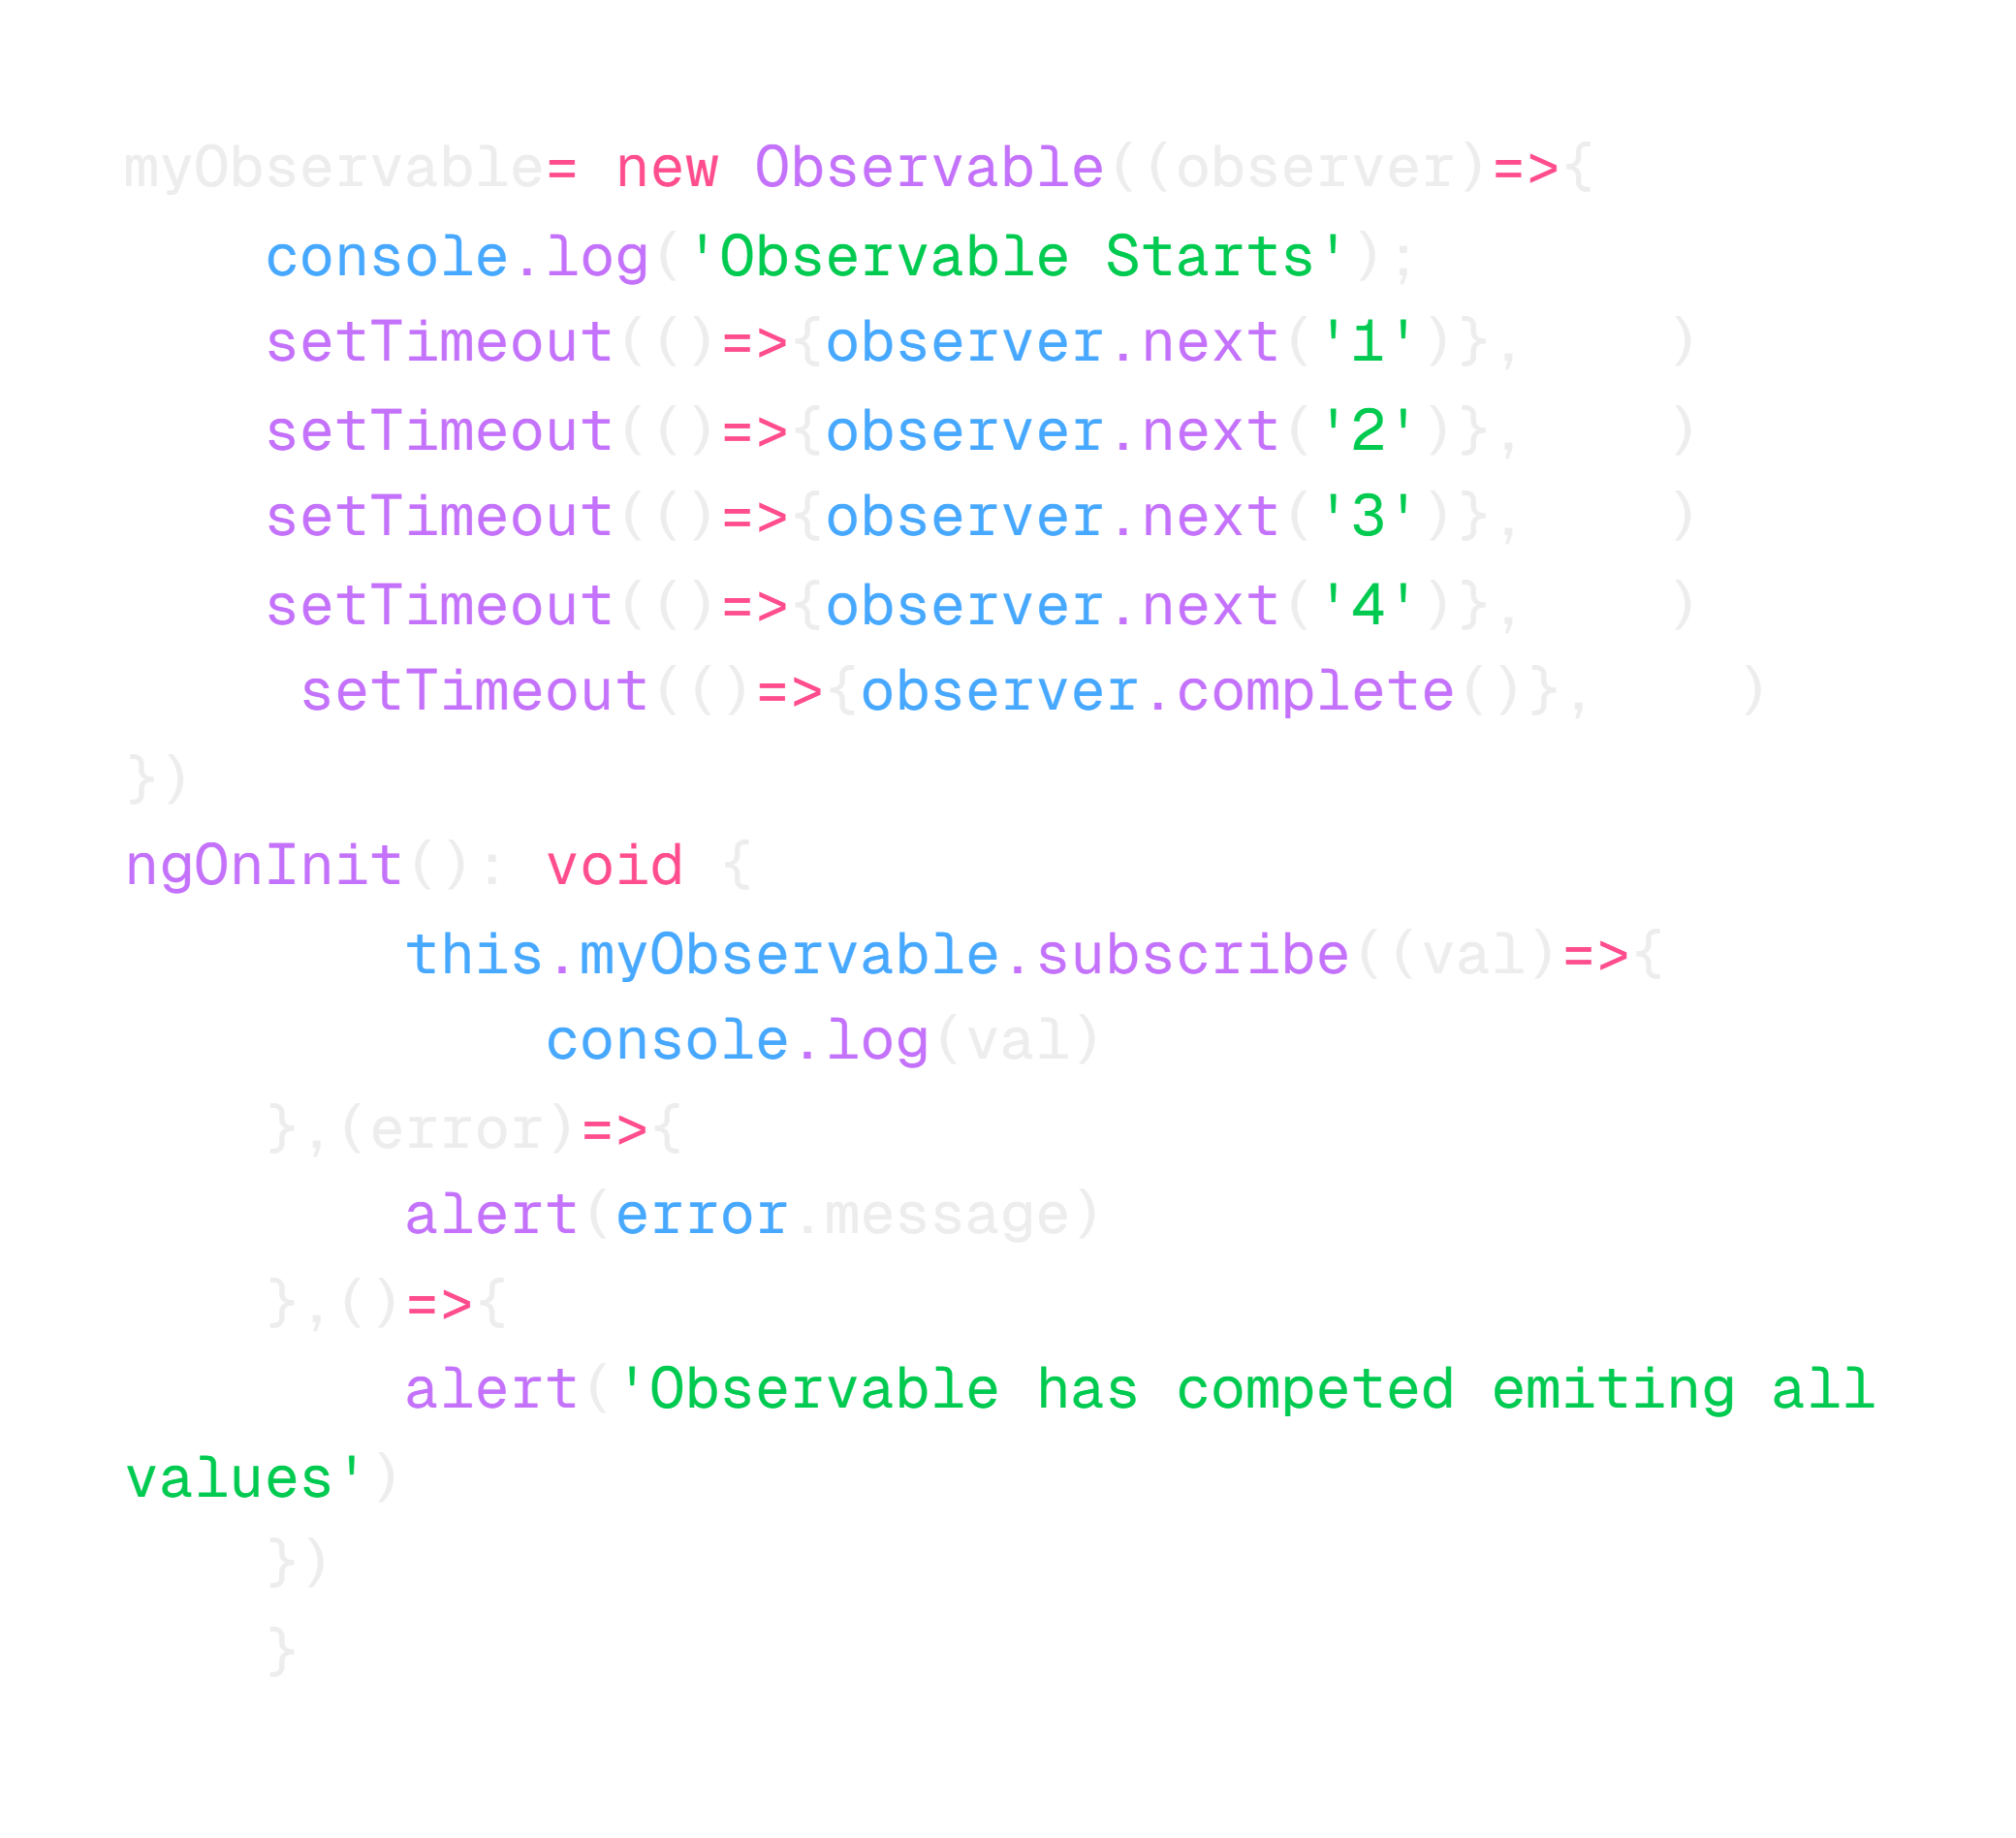 myObservable= new Observable((observer)=>{
    console.log('Observable Starts');
    setTimeout(()=>{observer.next('1')},    )
    setTimeout(()=>{observer.next('2')},    )
    setTimeout(()=>{observer.next('3')},    )
    setTimeout(()=>{observer.next('4')},    )
     setTimeout(()=>{observer.complete()},    )
})
ngOnInit(): void {
        this.myObservable.subscribe((val)=>{
            console.log(val)
    },(error)=>{
        alert(error.message)
    },()=>{
        alert('Observable has competed emiting all
values')
    })
    }